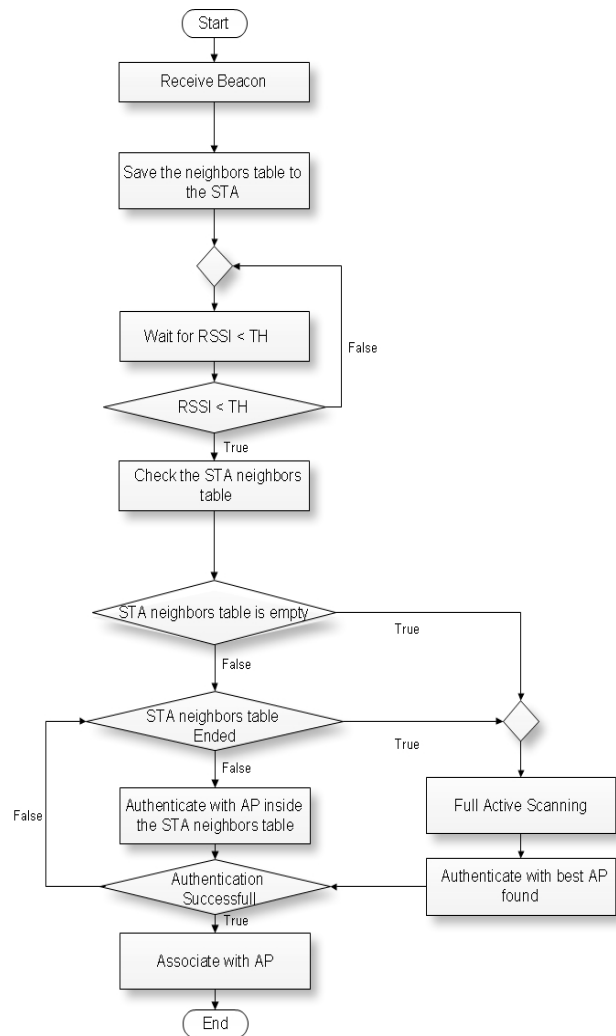 Start
Receive Beacon
Save the neighbors table to
the STA
Wait for RSSI < TH
False
RSSI < TH
True
Check the STA neighbors
table
STA neighbors table is empty
True
False
STA neighbors table
Ended
True
False
False
Authenticate with AP inside
the STA neighbors table
Full Active Scanning
Authentication
Successfull
Authenticate with best AP
found
True
Associate with AP
End